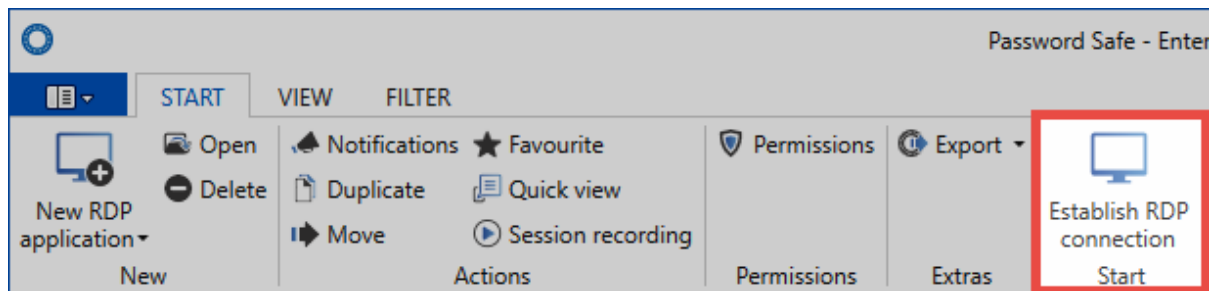 Password Safe - Enter
START VIEW FILTER
Open Notifications Favourite Permissions Export
Delete Duplicate Quick view
New RDP
application Move Session recording Establish RDP
connection
New Actions Permissions Extras Start